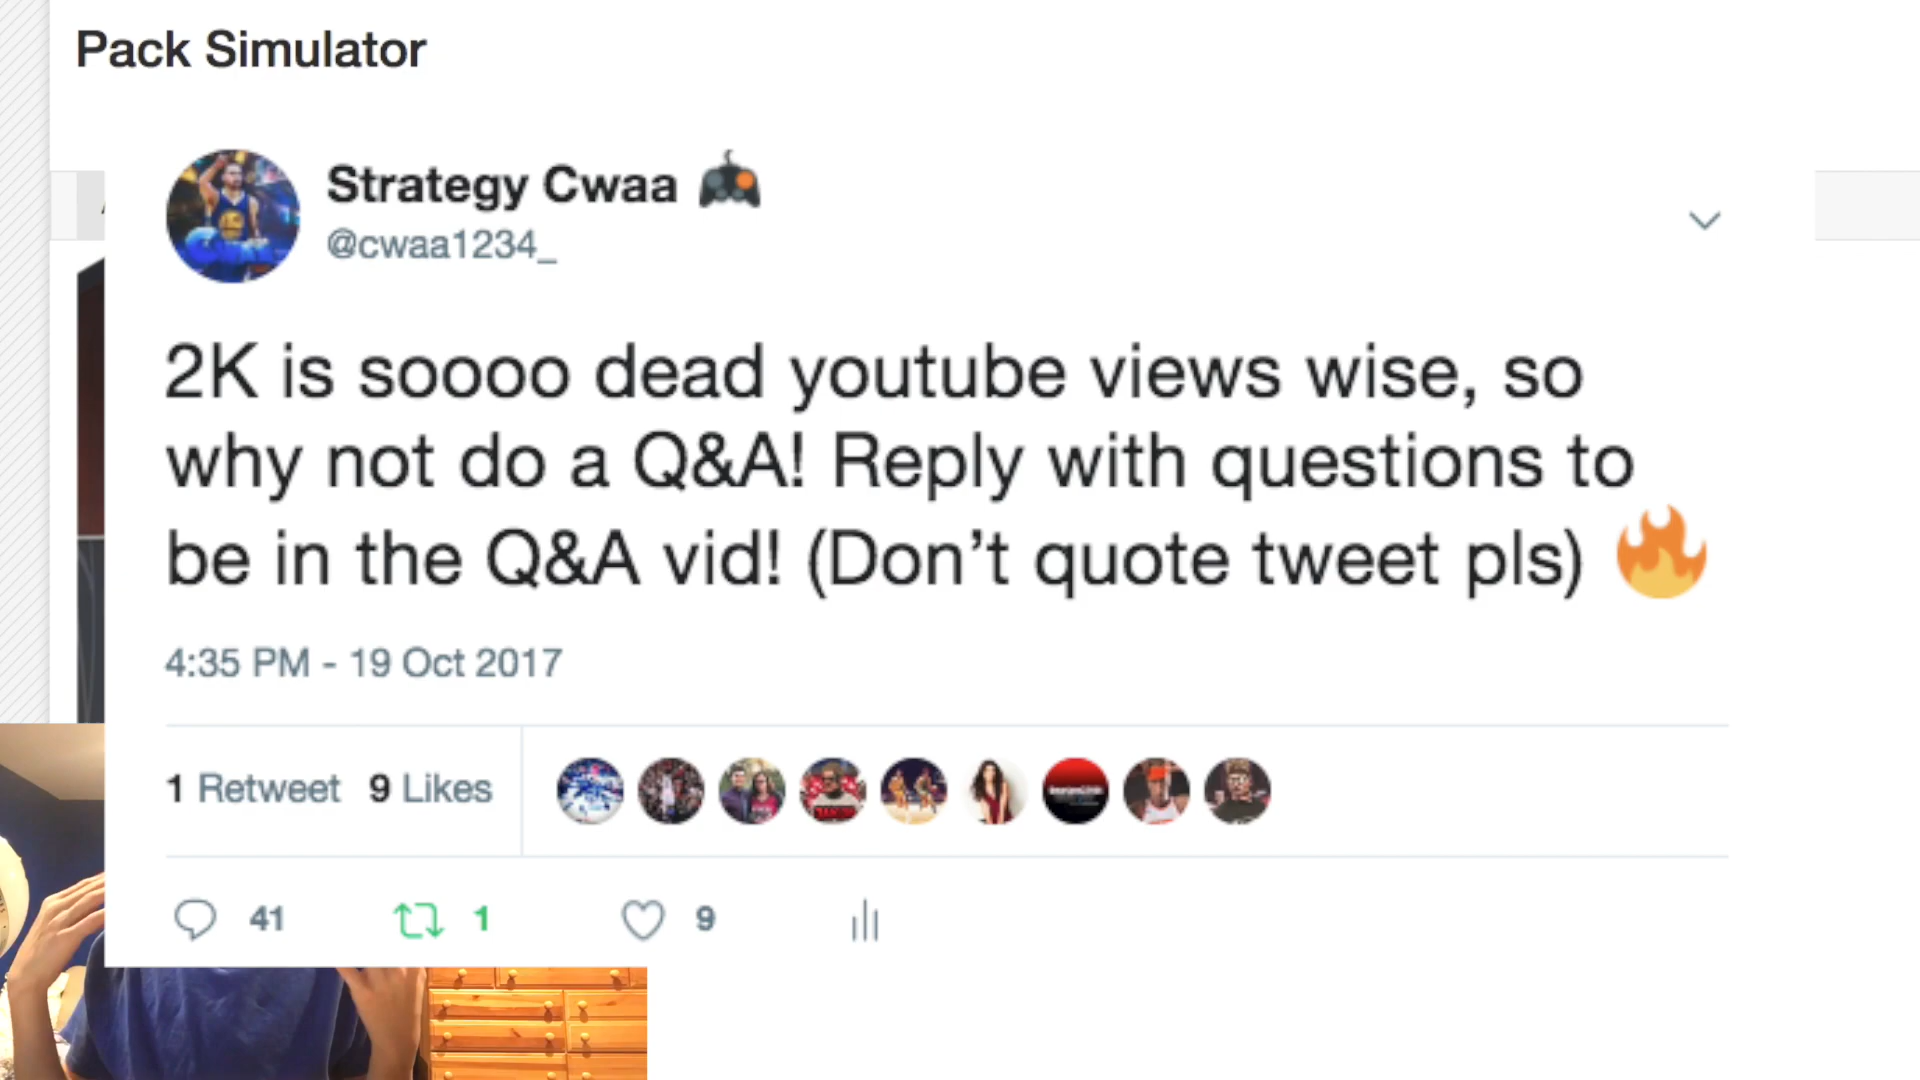 Pack Simulator
Strategy Cwaa 🎮
@cwaa1234_
2K is soooo dead youtube views wise, so
why not do a Q&A! Reply with questions to
be in the Q&A vid! (Don’t quote tweet pls) 🔥
4:35 PM - 19 Oct 2017
1 Retweet 9 Likes
41 1 9